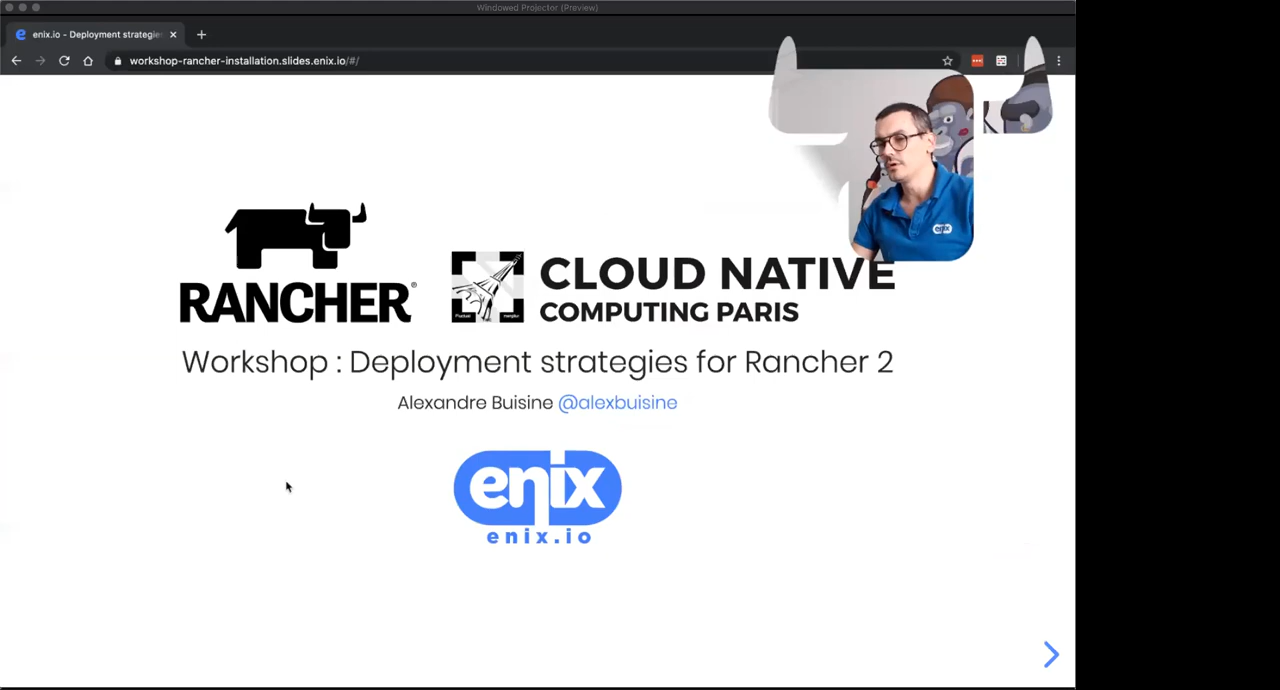 Windowed Projector (Preview)
enix.io - Deployment strategie
workshop-rancher-installation.slides.enix.io/#/
enix
RANCHER®
CLOUD NATIVE
COMPUTING PARIS
Workshop : Deployment strategies for Rancher 2
Alexandre Buisine @alexbuisine
enix
enix.io